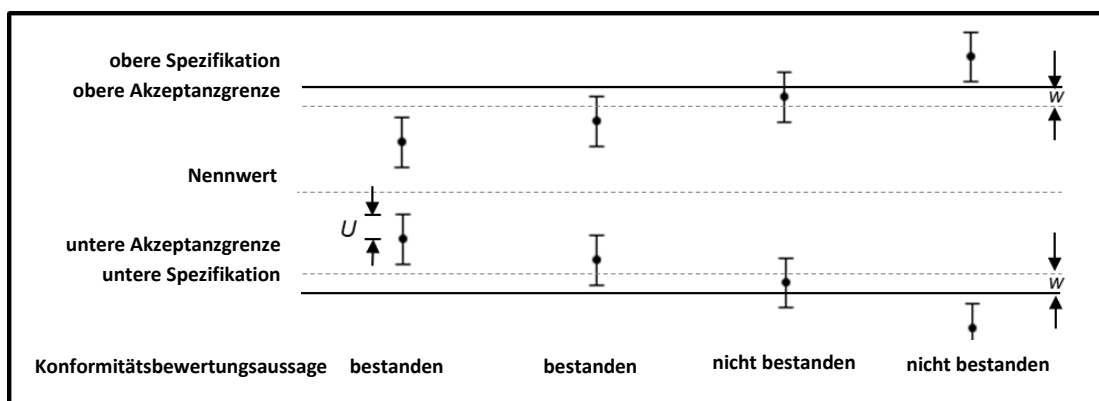 obere Spezifikation
obere Akzeptanzgrenze
w
Nennwert
U
untere Akzeptanzgrenze
untere Spezifikation
w
Konformitätsbewertungsaussage bestanden bestanden nicht bestanden nicht bestanden